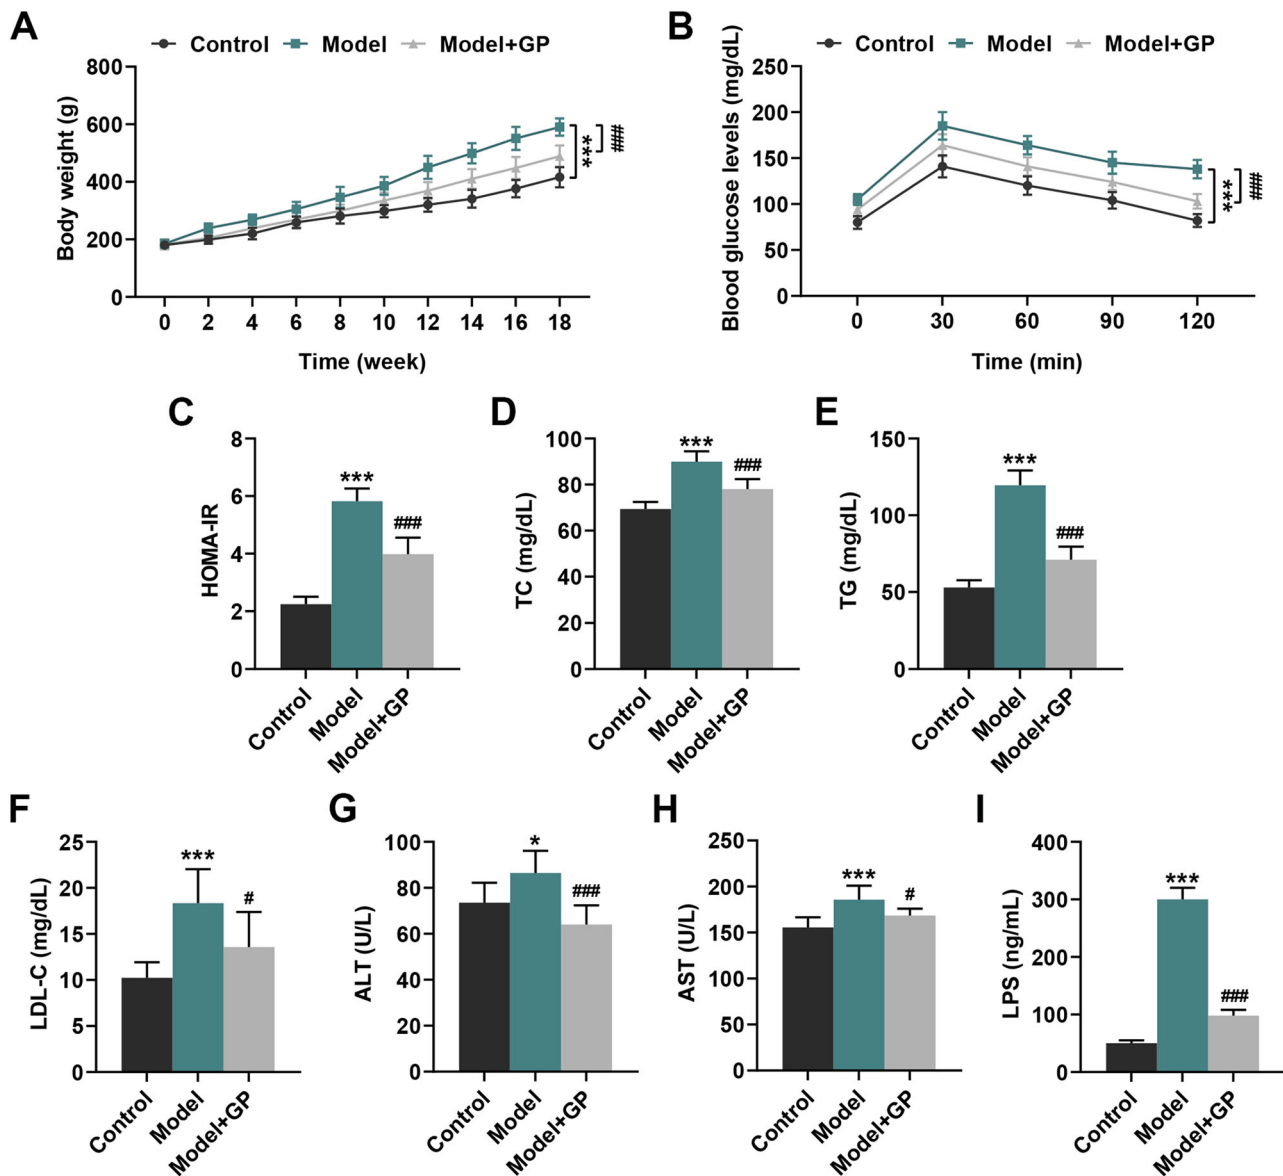 A
Control Model Model+GP
Body weight (g)
800
600
400
200
0
*** ###
0 2 4 6 8 10 12 14 16 18
Time (week)
B
Control Model Model+GP
Blood glucose levels (mg/dL)
250
200
150
100
50
0
*** ###
0 30 60 90 120
Time (min)
C
HOMA-IR
8
6
4
2
0
***
###
Control Model Model+GP
D
TC (mg/dL)
100
80
60
40
20
0
***
###
Control Model Model+GP
E
TG (mg/dL)
150
100
50
0
***
###
Control Model Model+GP
F
LDL-C (mg/dL)
25
20
15
10
5
0
***
#
Control Model Model+GP
G
ALT (U/L)
100
80
60
40
20
0
*
###
Control Model Model+GP
H
AST (U/L)
250
200
150
100
50
0
***
#
Control Model Model+GP
I
LPS (ng/mL)
400
300
200
100
0
***
###
Control Model Model+GP